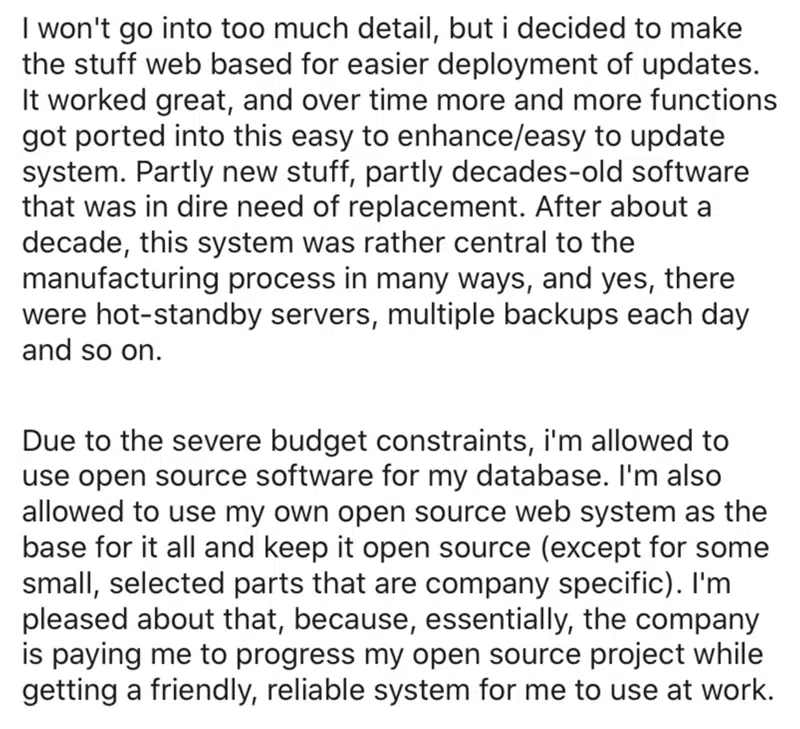 I won't go into too much detail, but i decided to make
the stuff web based for easier deployment of updates.
It worked great, and over time more and more functions
got ported into this easy to enhance/easy to update
system. Partly new stuff, partly decades-old software
that was in dire need of replacement. After about a
decade, this system was rather central to the
manufacturing process in many ways, and yes, there
were hot-standby servers, multiple backups each day
and so on.
Due to the severe budget constraints, i'm allowed to
use open source software for my database. I'm also
allowed to use my own open source web system as the
base for it all and keep it open source (except for some
small, selected parts that are company specific). I'm
pleased about that, because, essentially, the company
is paying me to progress my open source project while
getting a friendly, reliable system for me to use at work.